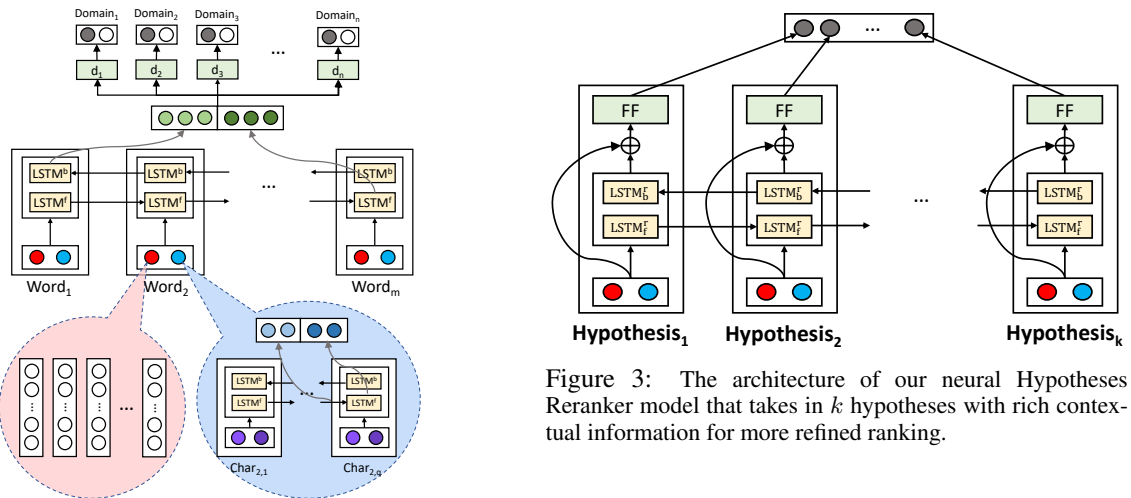 Domain₁ Domain₂ Domain₃ Domainₙ
...
d₁ d₂ d₃ dₙ
LSTMᵇ LSTMᵇ ... LSTMᵇ
LSTMᶠ LSTMᶠ LSTMᶠ
Word₁ Word₂ Wordₘ
... ... ... ... ...
LSTMᵇ LSTMᵇ
LSTMᶠ ... LSTMᶠ
Char₂,₁ Char₂,q
...
FF FF FF
LSTMᵣb LSTMᵣb LSTMᵣb
...
LSTMᵣf LSTMᵣf LSTMᵣf
Hypothesis₁ Hypothesis₂ Hypothesisₖ
Figure 3: The architecture of our neural Hypotheses
Reranker model that takes in k hypotheses with rich contex-
tual information for more refined ranking.